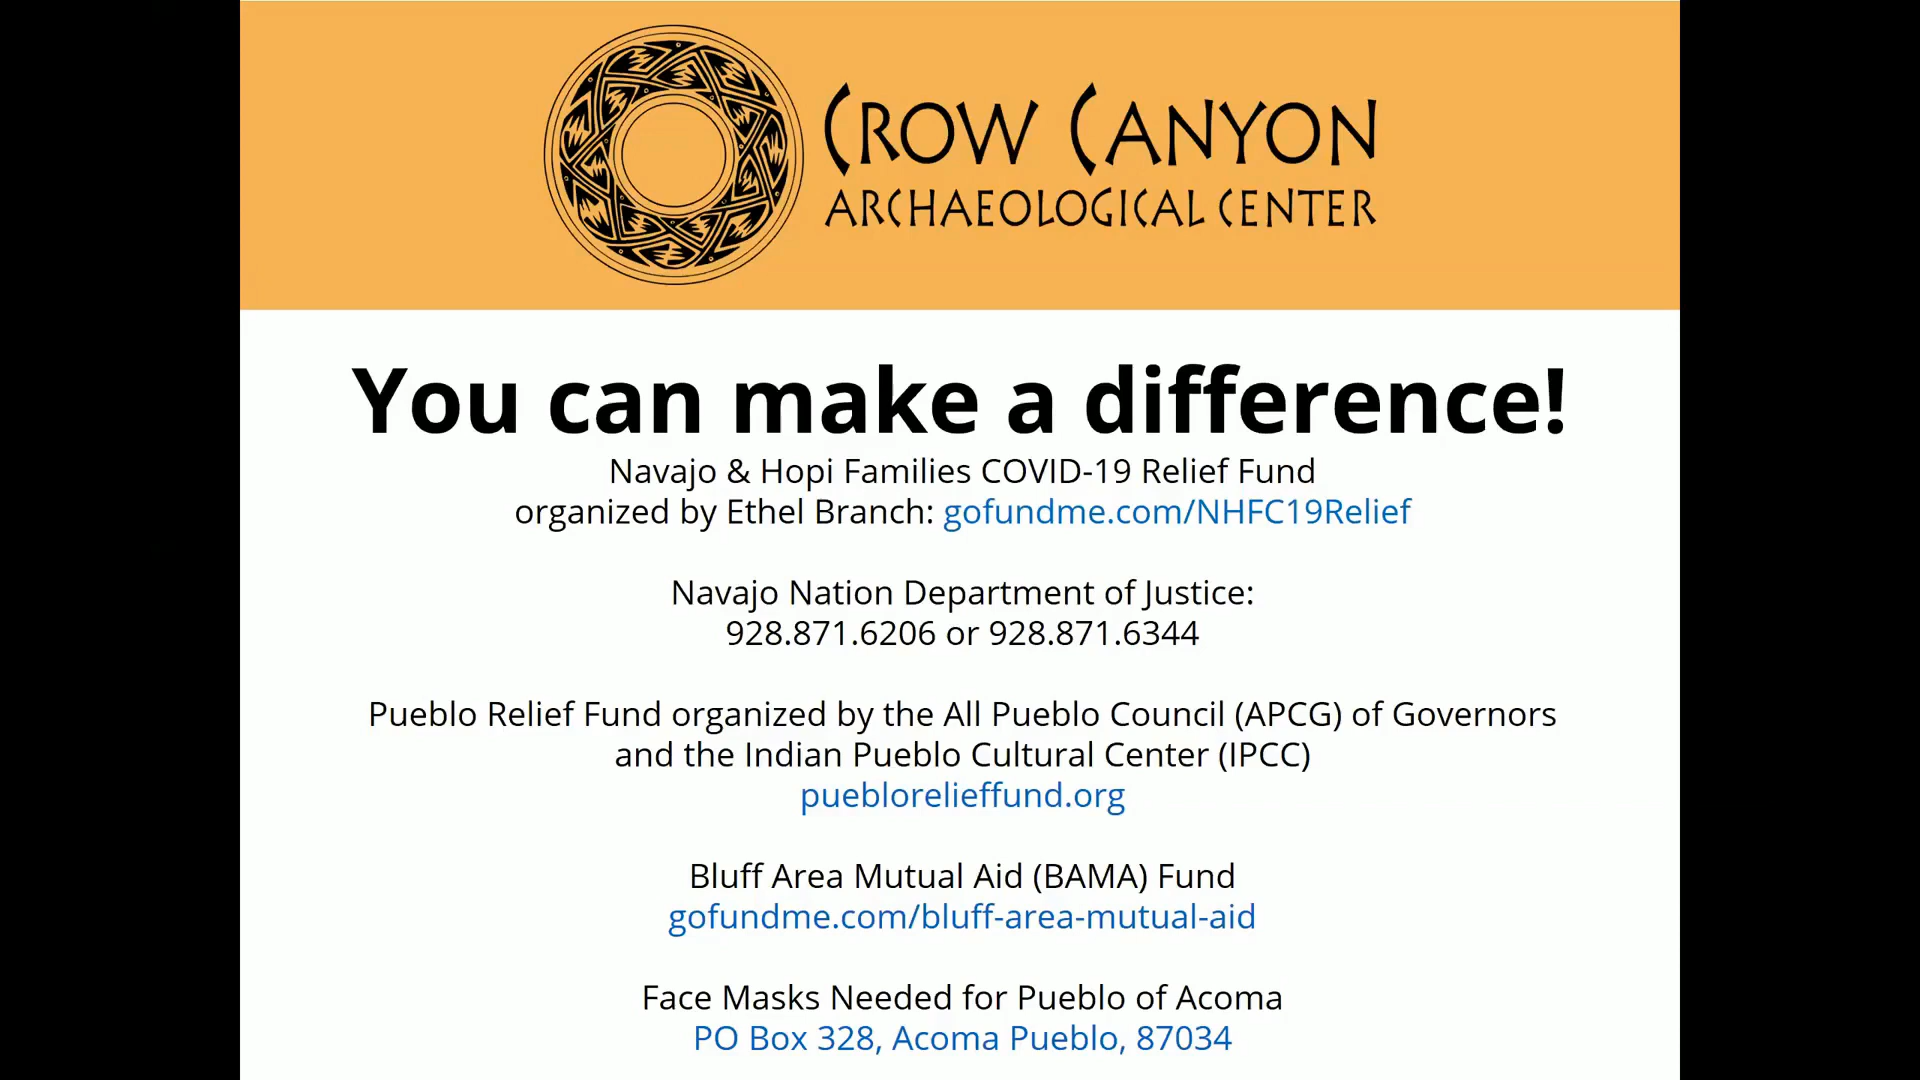 CROW CANYON
ARCHAEOLOGICAL CENTER
You can make a difference!
Navajo & Hopi Families COVID-19 Relief Fund
organized by Ethel Branch: gofundme.com/NHFC19Relief
Navajo Nation Department of Justice:
928.871.6206 or 928.871.6344
Pueblo Relief Fund organized by the All Pueblo Council (APCG) of Governors
and the Indian Pueblo Cultural Center (IPCC)
pueblorelieffund.org
Bluff Area Mutual Aid (BAMA) Fund
gofundme.com/bluff-area-mutual-aid
Face Masks Needed for Pueblo of Acoma
PO Box 328, Acoma Pueblo, 87034